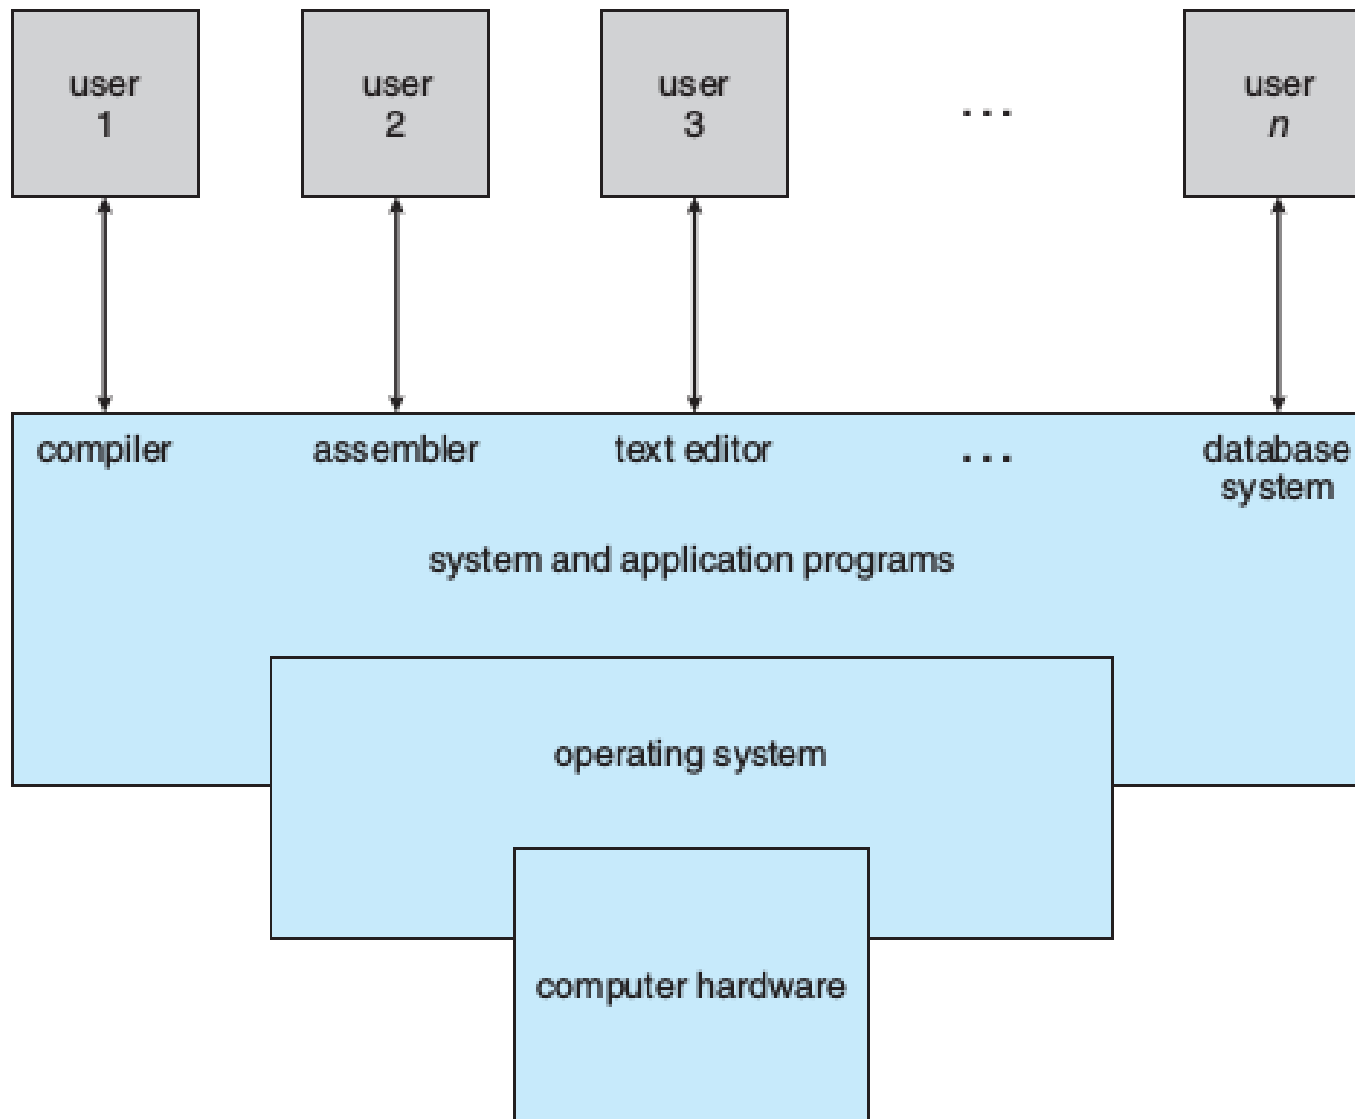 user
1
user
2
user
3
...
user
n
compiler
assembler
text editor
...
database
system
system and application programs
operating system
computer hardware